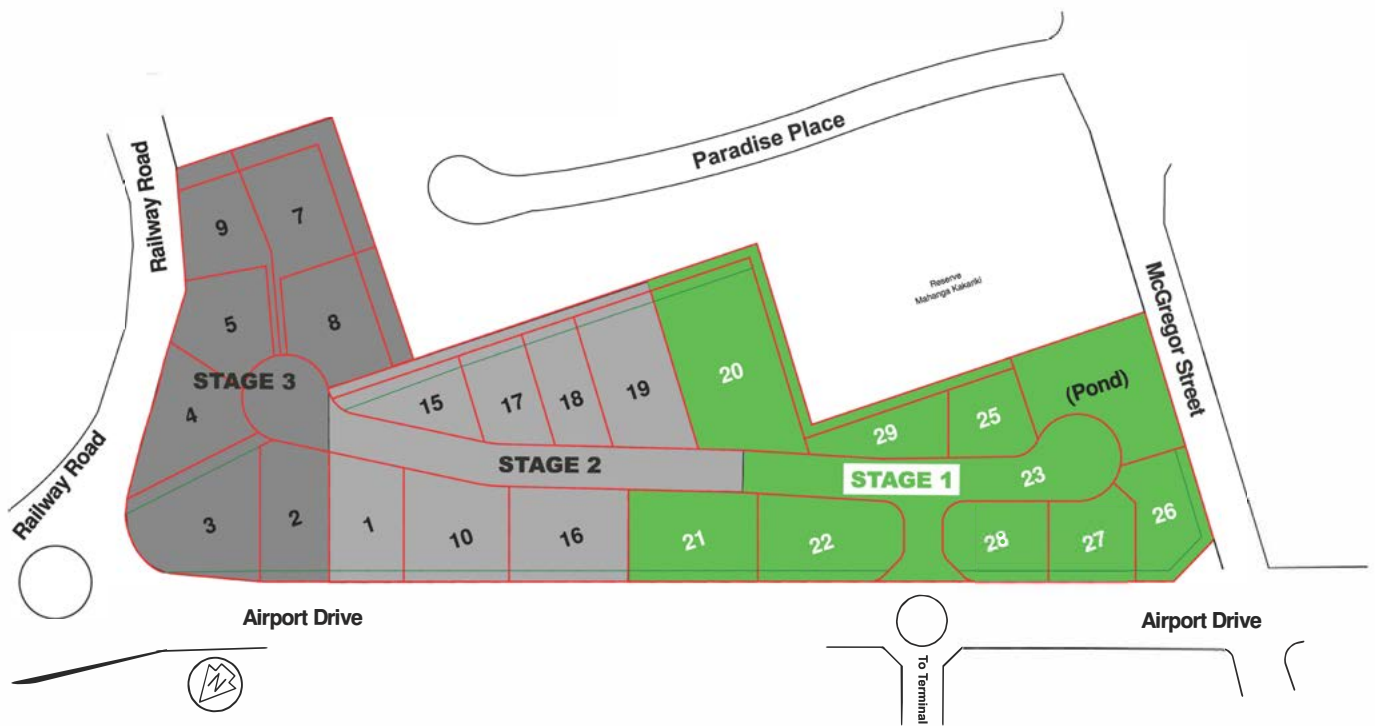 Paradise Place
Railway Road
9
7
Reserve
Mahanga Kakariki
McGregor Street
5
8
STAGE 3
4
15
17
18
19
20
(Pond)
29
25
Railway Road
STAGE 2
STAGE 1
23
3
2
1
10
16
21
22
28
27
26
Airport Drive
Airport Drive
To Terminal
N